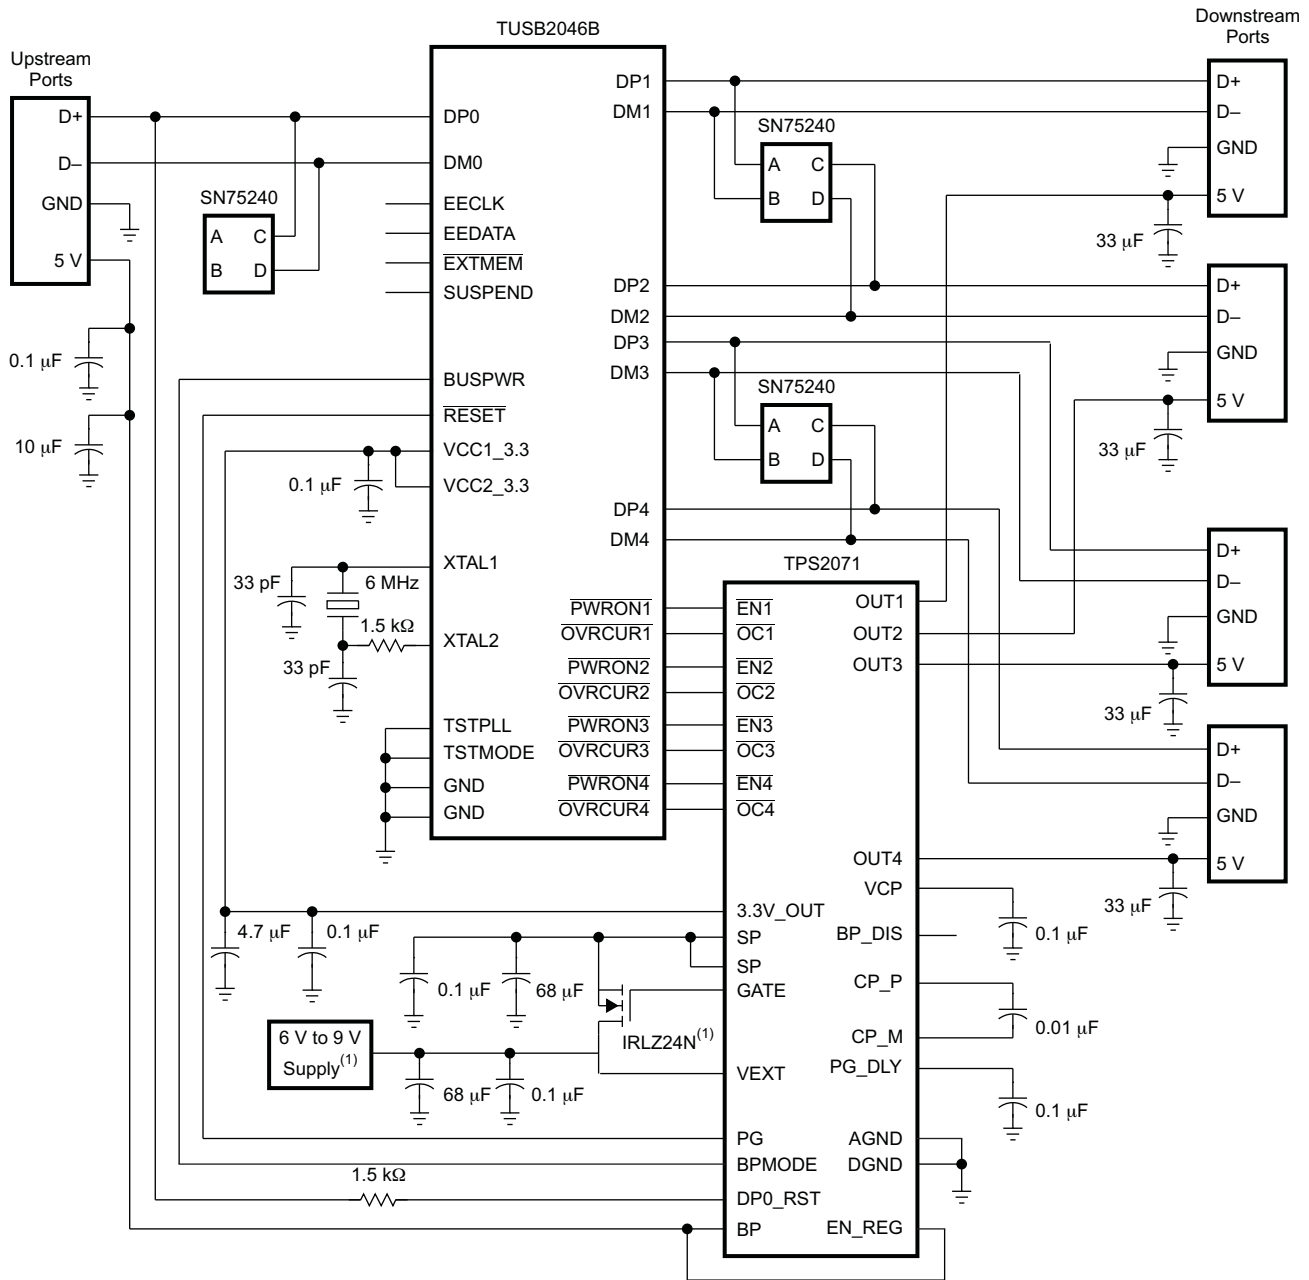 TUSB2046B
Downstream
Ports
Upstream
Ports
D+
D–
GND
5 V
0.1 μF
10 μF
SN75240
A
C
B
D
DP0
DM0
EECLK
EEDATA
EXTMEM
SUSPEND
BUSPWR
RESET
VCC1_3.3
VCC2_3.3
0.1 μF
XTAL1
33 pF
6 MHz
1.5 kΩ
XTAL2
33 pF
TSTPLL
TSTMODE
GND
GND
DP1
DM1
DP2
DM2
DP3
DM3
DP4
DM4
PWRON1
OVRCUR1
PWRON2
OVRCUR2
PWRON3
OVRCUR3
PWRON4
OVRCUR4
SN75240
A
C
B
D
SN75240
A
C
B
D
D+
D–
GND
5 V
33 μF
D+
D–
GND
5 V
33 μF
D+
D–
GND
5 V
33 μF
D+
D–
GND
5 V
33 μF
TPS2071
EN1
OC1
EN2
OC2
EN3
OC3
EN4
OC4
3.3V_OUT
SP
SP
GATE
VEXT
PG
BPMODE
DP0_RST
BP
OUT1
OUT2
OUT3
OUT4
VCP
BP_DIS
CP_P
CP_M
PG_DLY
AGND
DGND
EN_REG
0.1 μF
0.01 μF
0.1 μF
4.7 μF
0.1 μF
0.1 μF
68 μF
IRLZ24N(1)
6 V to 9 V
Supply(1)
68 μF
0.1 μF
1.5 kΩ